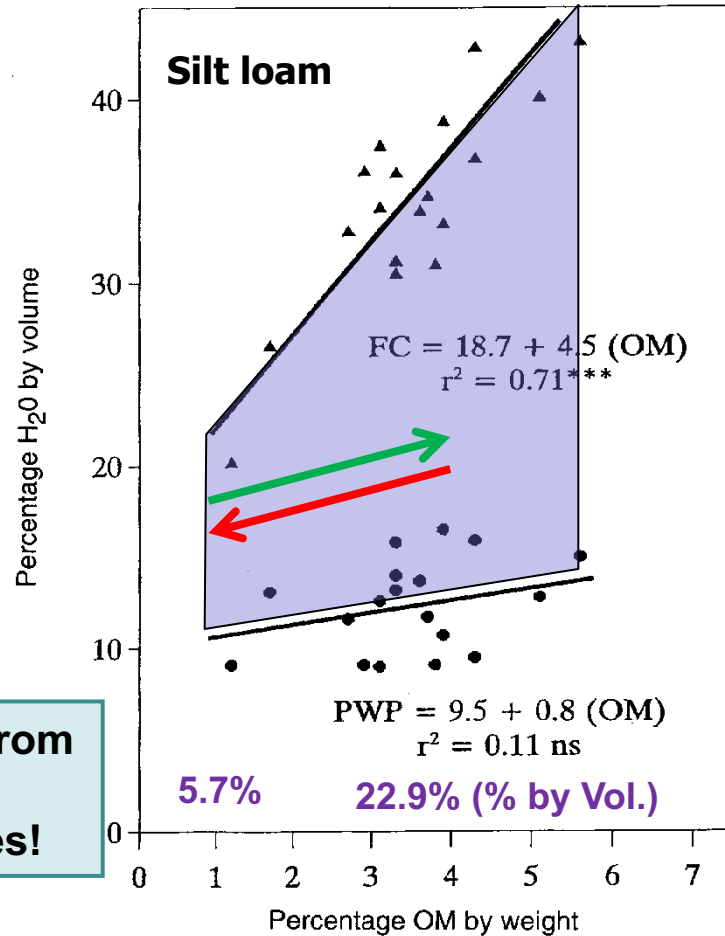 Silt loam
40
30
20
10
0
Percentage H20 by volume
FC = 18.7 + 4.5 (OM)
r² = 0.71***
PWP = 9.5 + 0.8 (OM)
r² = 0.11 ns
5.7%
22.9% (% by Vol.)
rom
es!
0 1 2 3 4 5 6 7
Percentage OM by weight